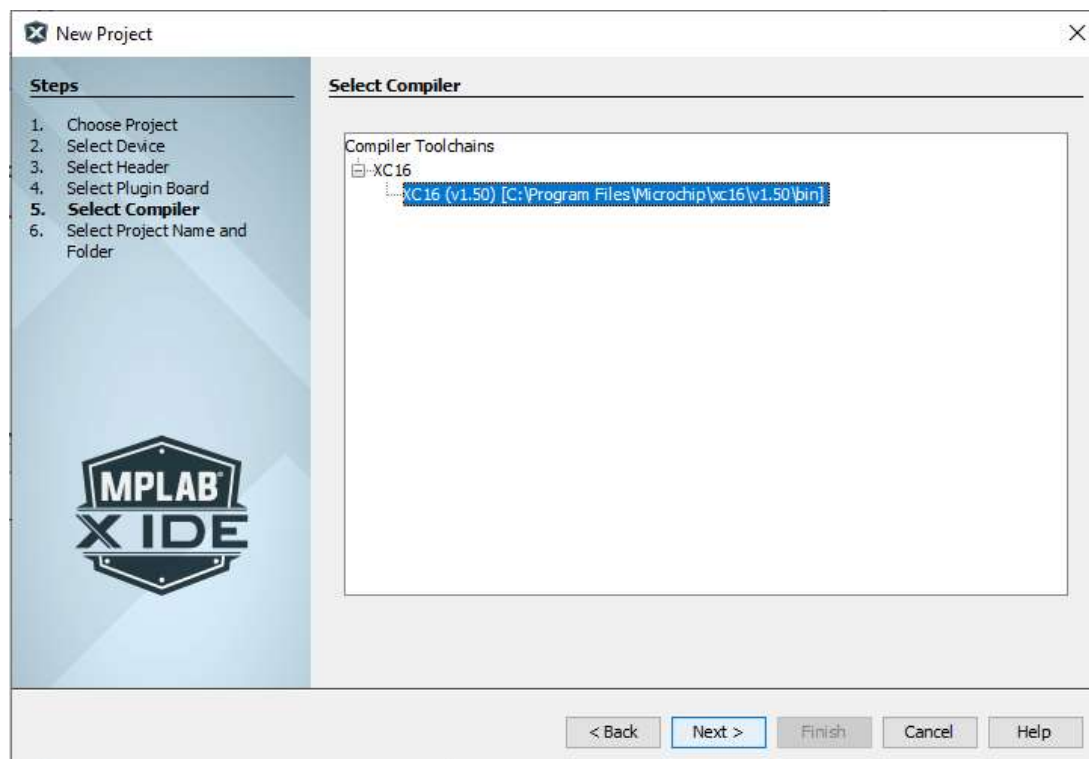 New Project
Steps
1. Choose Project
2. Select Device
3. Select Header
4. Select Plugin Board
5. Select Compiler
6. Select Project Name and
Folder
MPLAB®
X IDE
Select Compiler
Compiler Toolchains
XC16
XC16 (v1.50) [C:\Program Files\Microchip\xc16\v1.50\bin]
< Back Next > Finish Cancel Help